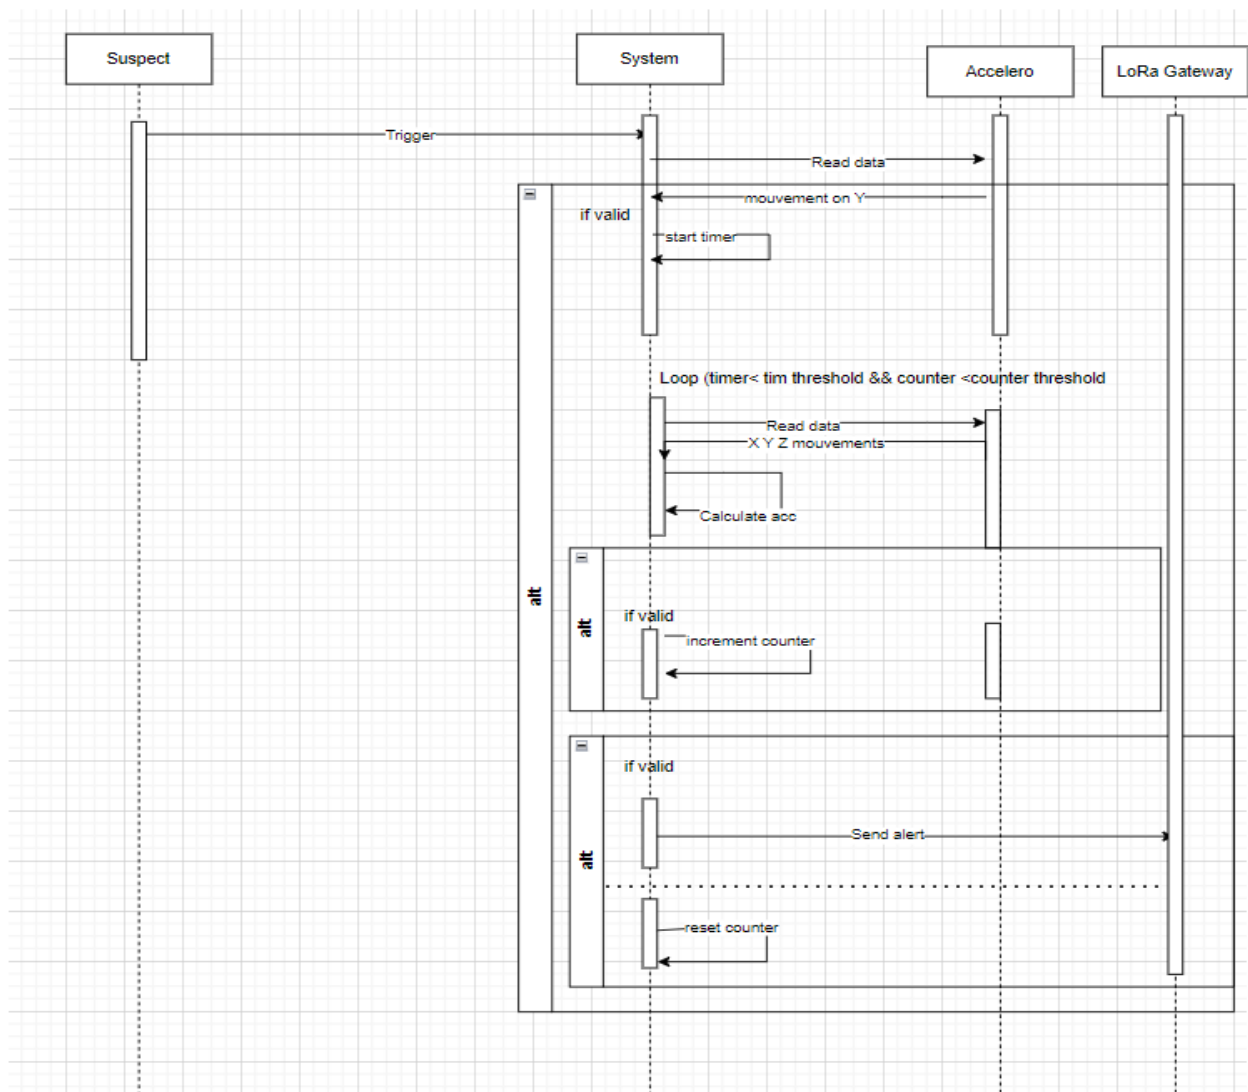 Suspect
System
Accelero
LoRa Gateway
Trigger
Read data
mouvement on Y
if valid
start timer
Loop (timer< tim threshold && counter <counter threshold
Read data
X Y Z mouvements
Calculate acc
alt
if valid
alt
increment counter
if valid
Send alert
alt
reset counter